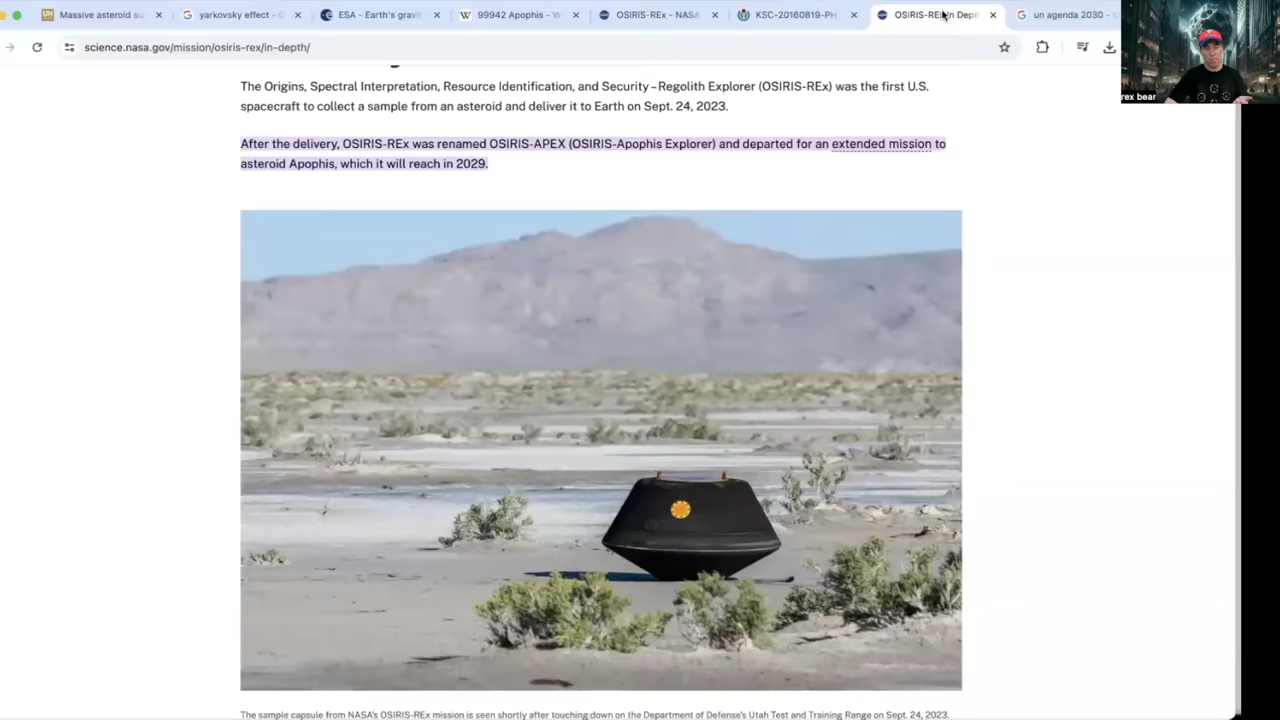 Massive asteroid su
yarkovsky effect - G
ESA - Earth's gravi
99942 Apophis - W
OSIRIS-REx - NASA
KSC-20160819-PH
OSIRIS-REx In Depth
un agenda 2030 -
science.nasa.gov/mission/osiris-rex/in-depth/
rex bear
The Origins, Spectral Interpretation, Resource Identification, and Security–Regolith Explorer (OSIRIS-REx) was the first U.S.
spacecraft to collect a sample frm an asteroid and deliver it to Earth on Sept. 24, 2023.
After the delivery, OSIRIS-REx was renamed OSIRIS-APEX (OSIRIS-Apophis Explorer) and departed for an extended mission to
asteroid Apophis, which it will reach in 2029.
The sample capsule from NASA's OSIRIS-REx mission is seen shortly after touching down on the Department of Defense's Utah Test and Training Range on Sept. 24, 2023.